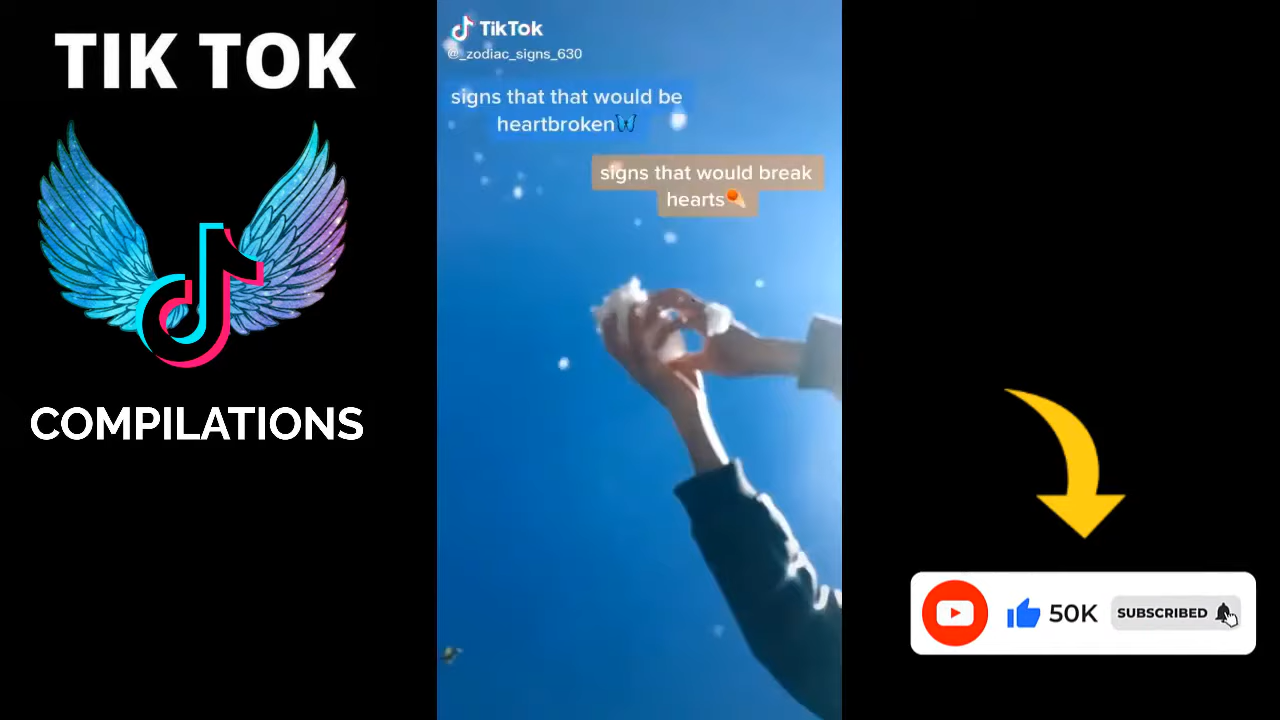 TIK TOK
COMPILATIONS
TikTok
@_zodiac_signs_630
signs that that would be
heartbroken🦋
signs that would break
hearts☄️
50K
SUBSCRIBED